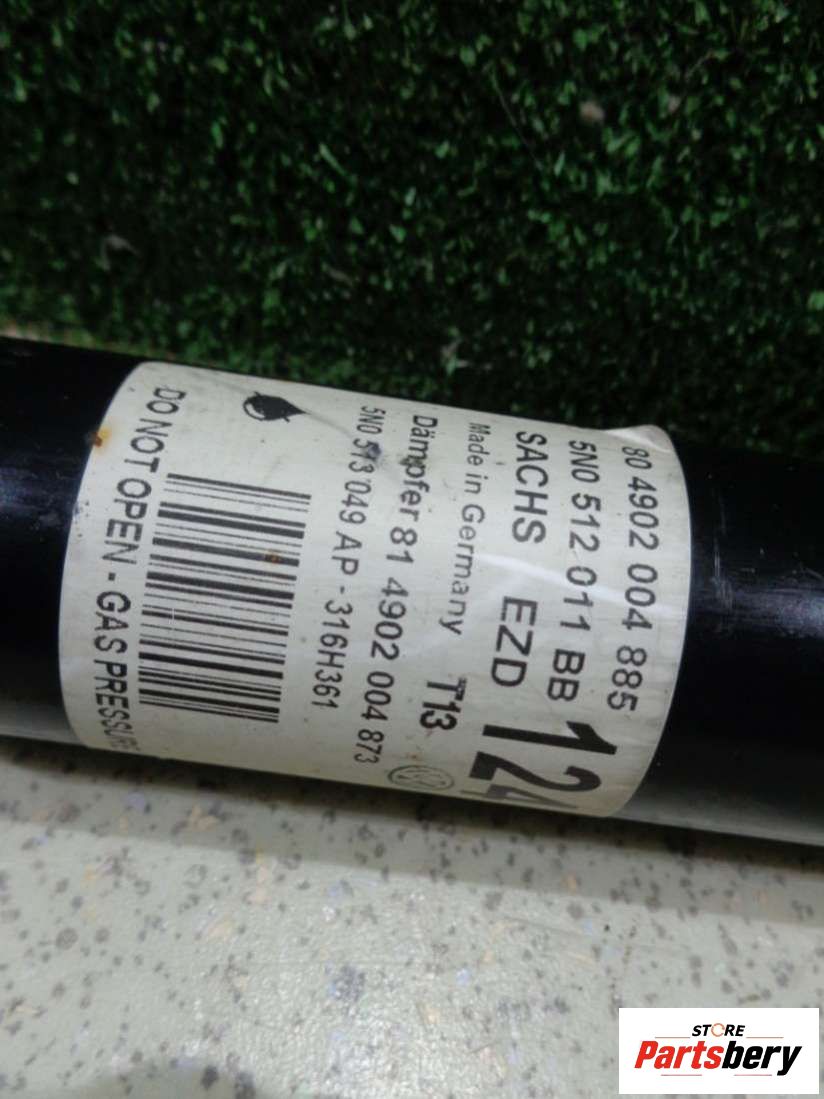 80 4902 004 885
5N0 512 011 BB
SACHS EZD
Made in Germany
T13
Dämpfer 81 4902 004 873
5N0 513 049 AP - 316H361
DO NOT OPEN - GAS PRESSURE
STORE
Partsbery